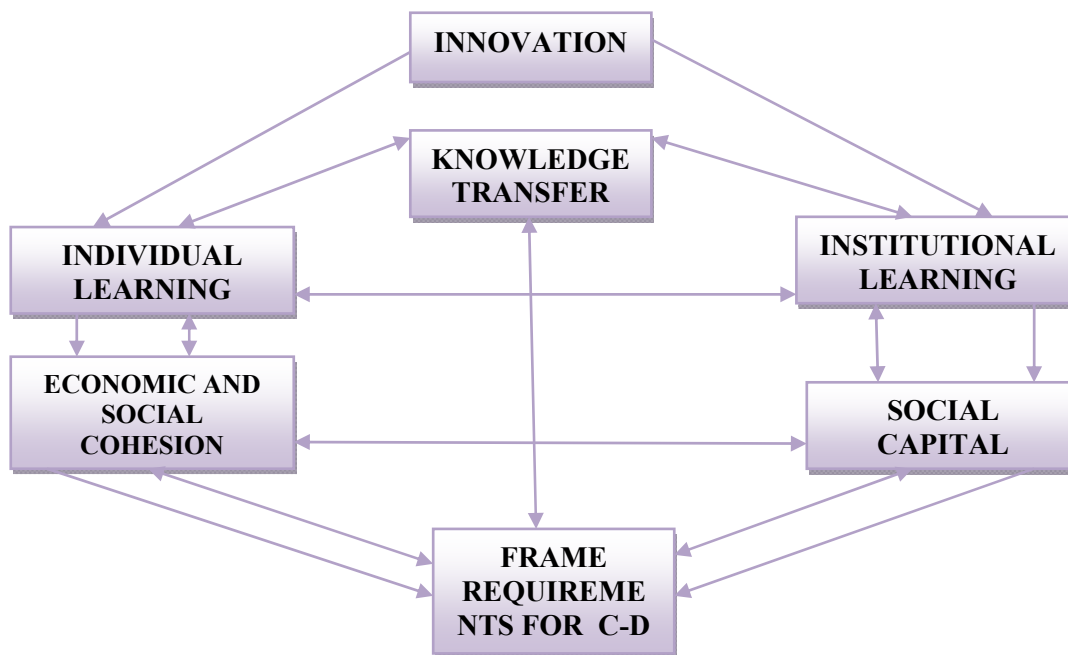 INNOVATION
KNOWLEDGE
TRANSFER
INDIVIDUAL
LEARNING
INSTITUTIONAL
LEARNING
ECONOMIC AND
SOCIAL
COHESION
SOCIAL
CAPITAL
FRAME
REQUIREME
NTS FOR C-D